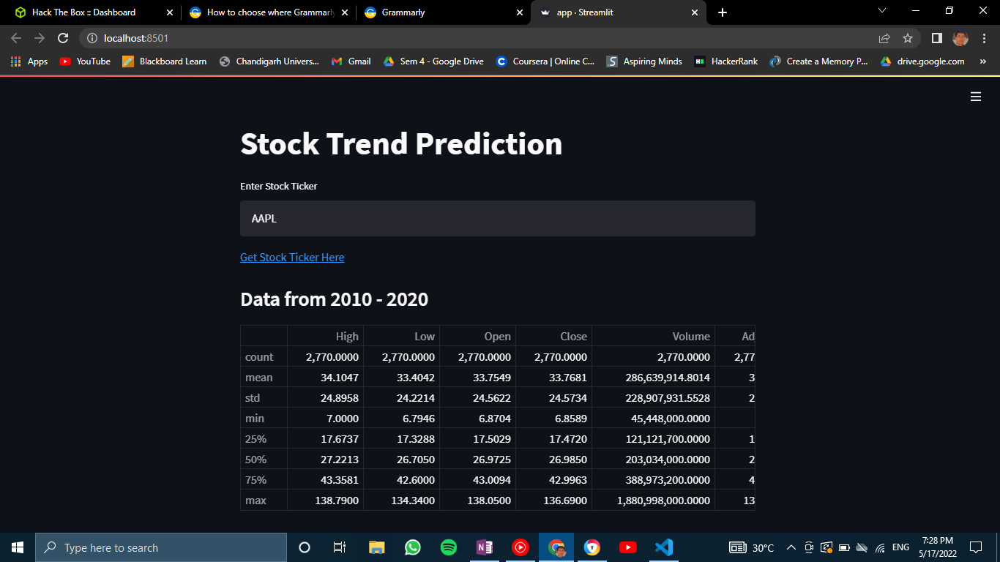 Hack The Box :: Dashboard How to choose where Grammarly Grammarly app · Streamlit
localhost:8501
Apps YouTube Blackboard Learn Chandigarh Univers... Gmail Sem 4 - Google Drive Coursera | Online C... Aspiring Minds HackerRank Create a Memory P... drive.google.com »
Stock Trend Prediction
Enter Stock Ticker
AAPL
Get Stock Ticker Here
Data from 2010 - 2020
High Low Open Close Volume Ad
count 2,770.0000 2,770.0000 2,770.0000 2,770.0000 2,770.0000 2,77
mean 34.1047 33.4042 33.7549 33.7681 286,639,914.8014 3
std 24.8958 24.2214 24.5622 24.5734 228,907,931.5528 2
min 7.0000 6.7946 6.8704 6.8589 45,448,000.0000
25% 17.6737 17.3288 17.5029 17.4720 121,121,700.0000 1
50% 27.2213 26.7050 26.9725 26.9850 203,034,000.0000 2
75% 43.3581 42.6000 43.0094 42.9963 388,973,200.0000 4
max 138.7900 134.3400 138.0500 136.6900 1,880,998,000.0000 13
Type here to search 30°C ENG 7:28 PM
5/17/2022